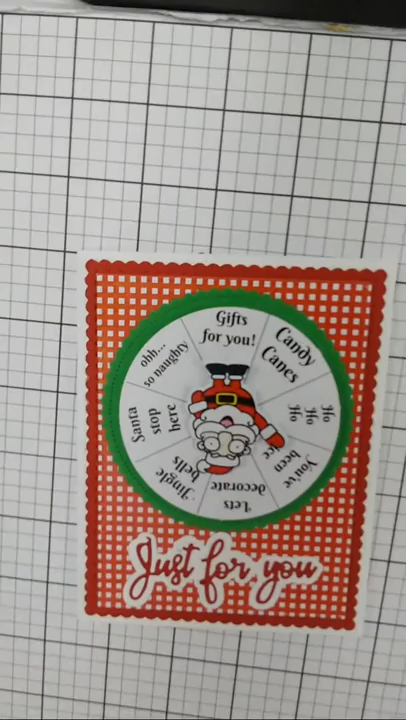 Gifts
for you!
Candy
Canes
Ho
Ho
Ho
You've
been
Lets
decorate
Jingle
bells
Santa
stop
here
ohh...
so naughty
Just for you